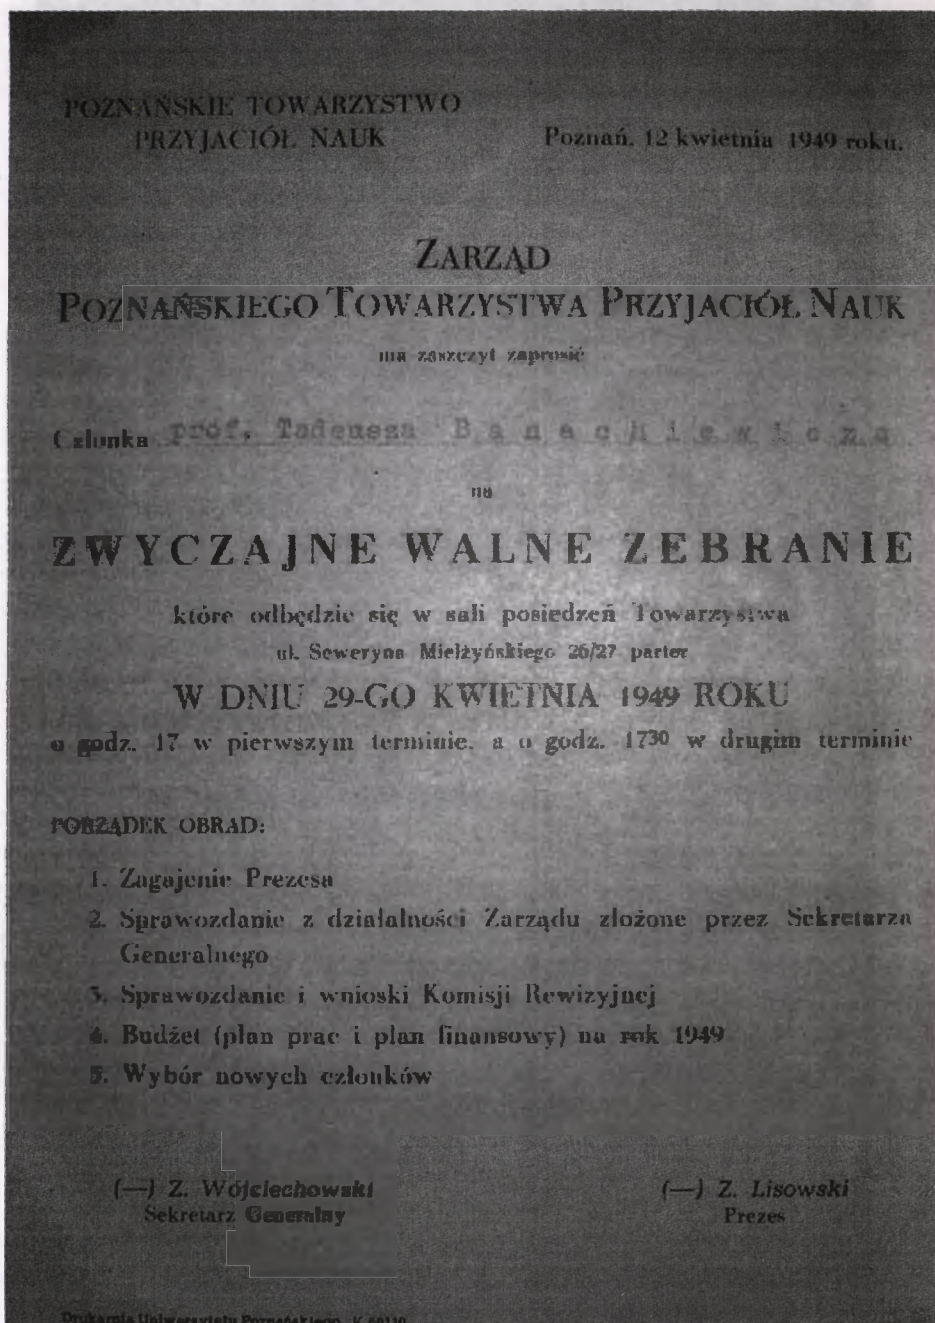 POZNAŃSKIE TOWARZYSTWO
PRZYJACIÓŁ NAUK
Poznań, 12 kwietnia 1949 roku.
ZARZĄD
POZNAŃSKIEGO TOWARZYSTWA PRZYJACIÓŁ NAUK
ma zaszczyt zaprosić
Członka prof. Tadeusza Banachiewicza
na
ZWYCZAJNE WALNE ZEBRANIE
które odbędzie się w sali posiedzeń Towarzystwa
ul. Seweryna Mielżyńskiego 26/27 parter
W DNIU 29-GO KWIETNIA 1949 ROKU
o godz. 17 w pierwszym terminie, a o godz. 17³⁰ w drugim terminie
PORZĄDEK OBRAD:
1. Zagajenie Prezesa
2. Sprawozdanie z działalności Zarządu złożone przez Sekretarza
Generalnego
3. Sprawozdanie i wnioski Komisji Rewizyjnej
4. Budżet (plan prac i plan finansowy) na rok 1949
5. Wybór nowych członków
(—) Z. Wojciechowski
Sekretarz Generalny
(—) Z. Lisowski
Prezes
Drukarnia Uniwersytetu Poznańskiego